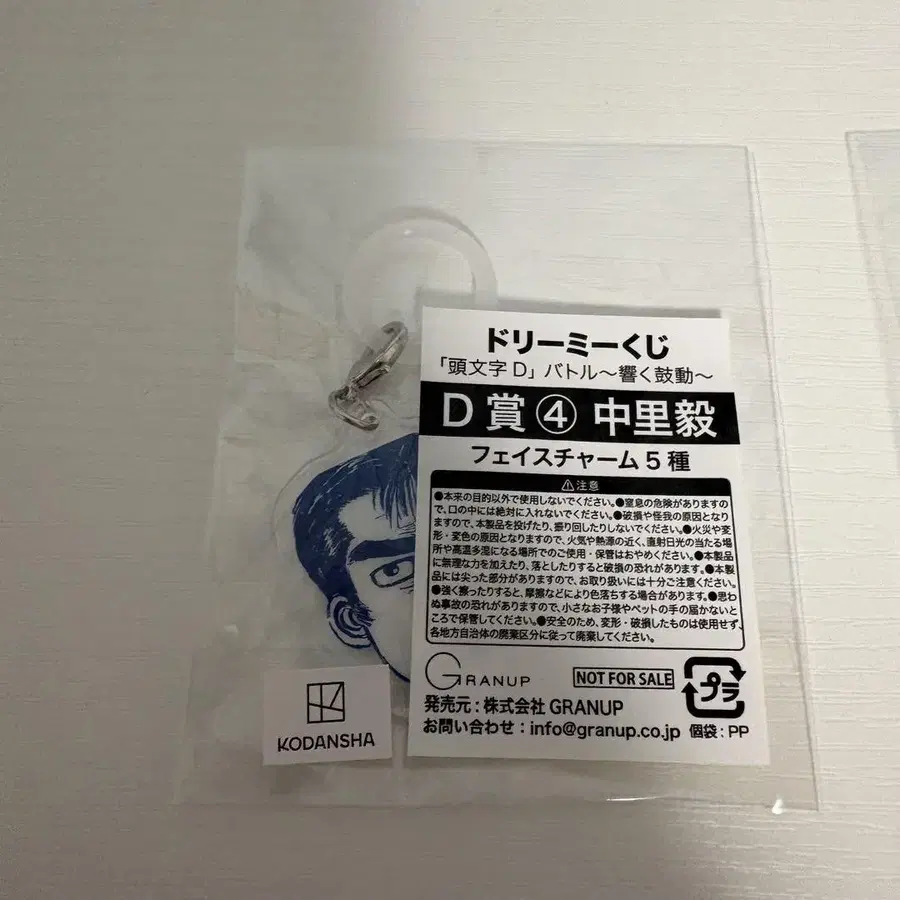 ドリーミーくじ
「頭文字D」バトル〜響く鼓動〜
D賞④ 中里毅
フェイスチャーム5種
⚠注意
●本来の目的以外で使用しないでください。●窒息の危険がありますの
で、口の中には絶対に入れないでください。●破損や怪我の原因となり
ますので、本製品を投げたり、振り回したりしないでください。●火災や変
形・変色の原因となりますので、火気や熱源の近く、直射日光の当たる場
所や高温多湿になる場所でのご使用・保管はおやめください。●本製品
に無理な力を加えたり、落としたりすると破損の恐れがあります。●本製
品には尖った部分がありますので、お取り扱いには十分ご注意ください。
●強く擦ったりすると、摩擦などにより色落ちする場合があります。●思わ
ぬ事故の恐れがありますので、小さなお子様やペットの手の届かないと
ころで保管してください。●安全のため、変形・破損したものは使用せず、
各地方自治体の廃棄区分に従って廃棄してください。
GRANUP
NOT FOR SALE
プラ
発売元:株式会社 GRANUP
お問い合わせ:info@granup.co.jp 個袋:PP
KODANSHA